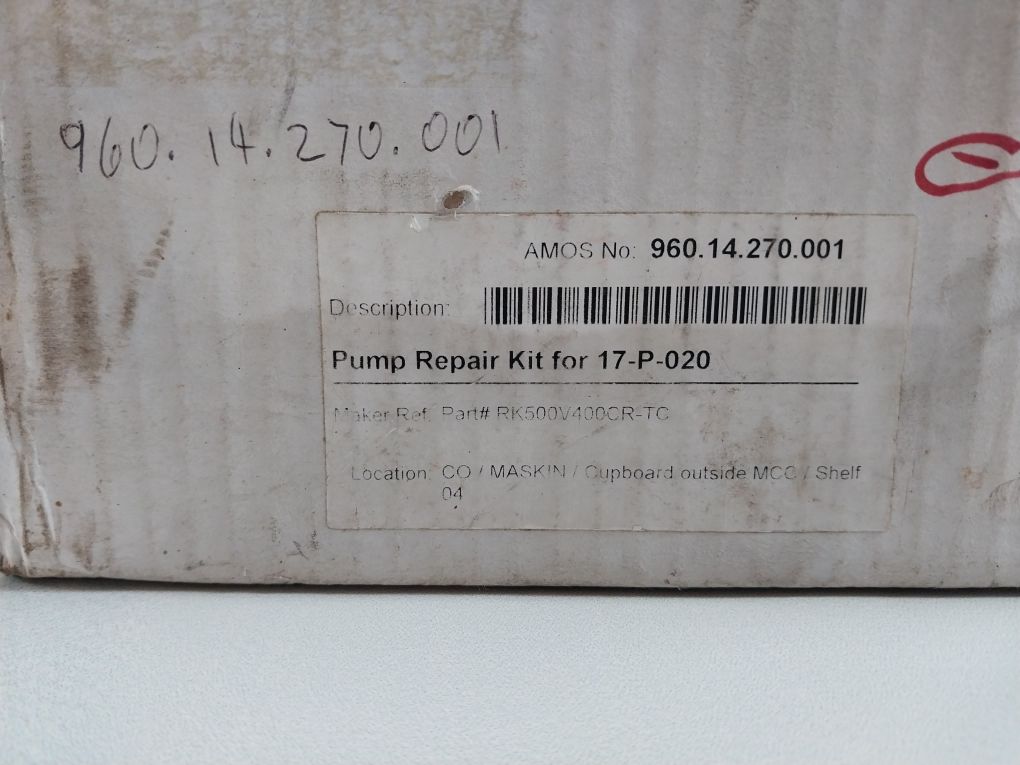 960.14.270.001
AMOS No: 960.14.270.001
Description:
Pump Repair Kit for 17-P-020
Maker Ref: Part# RK500V400CR-TC
Location: CO / MASKIN / Cupboard outside MCC / Shelf
04